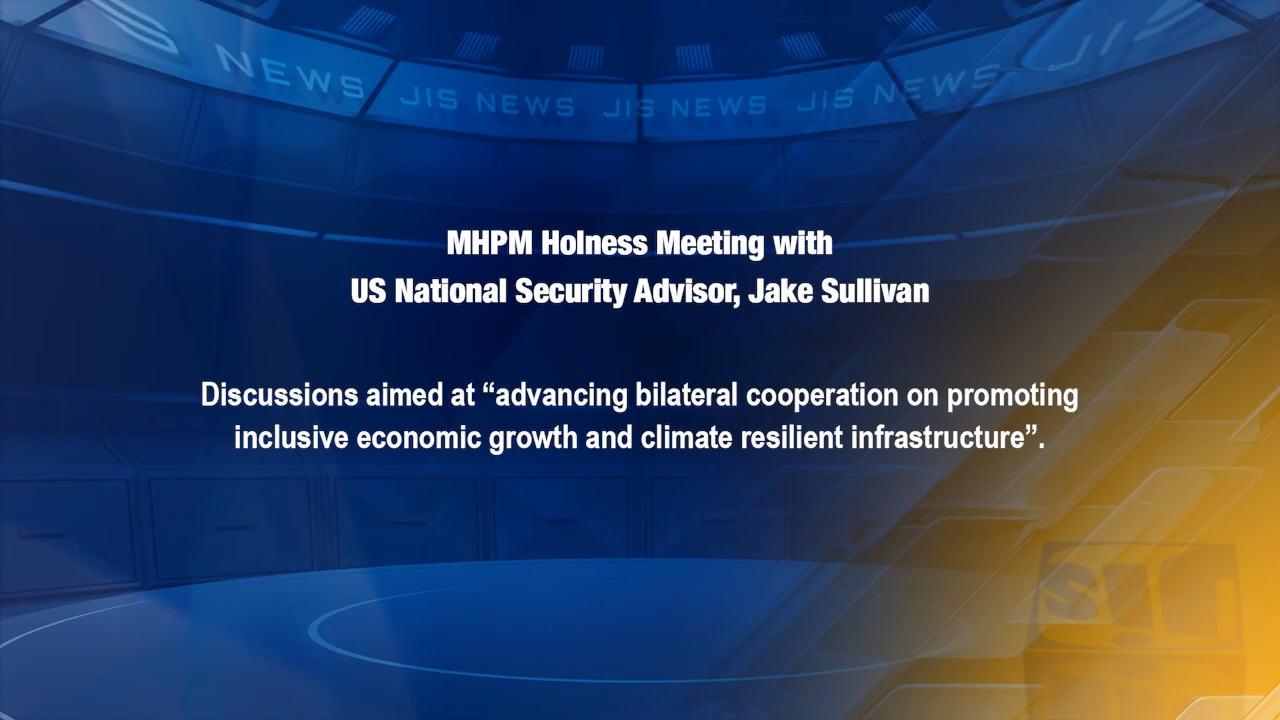 S NEWS JIS NEWS JIS NEWS JIS NEWS JIS
MHPM Holness Meeting with
US National Security Advisor, Jake Sullivan
Discussions aimed at “advancing bilateral cooperation on promoting
inclusive economic growth and climate resilient infrastructure”.